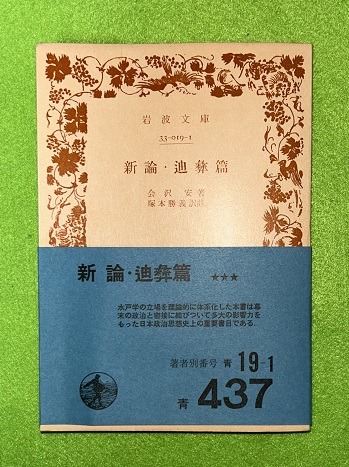 岩波文庫
33-019-1
新論・迪彝篇
会沢安著
塚本勝義訳註
新論・迪彝篇 ★★★
水戸学の立場を理論的に体系化した本書は幕
末の政治と密接に結びついて多大の影響力を
もった日本政治思想史上の重要書目である.
著者別番号 青 19-1
青 437